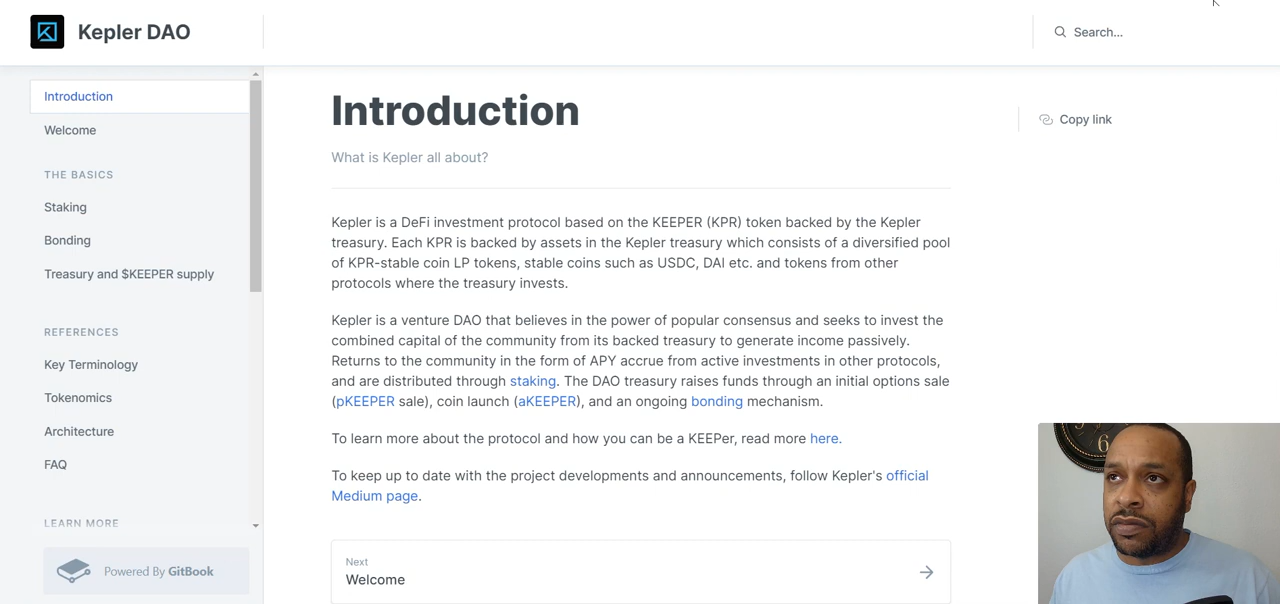 Kepler DAO
Search...
Introduction
Welcome
THE BASICS
Staking
Bonding
Treasury and $KEEPER supply
REFERENCES
Key Terminology
Tokenomics
Architecture
FAQ
LEARN MORE
Powered By GitBook
Introduction
Copy link
What is Kepler all about?
Kepler is a DeFi investment protocol based on the KEEPER (KPR) token backed by the Kepler
treasury. Each KPR is backed by assets in the Kepler treasury which consists of a diversified pool
of KPR-stable coin LP tokens, stable coins such as USDC, DAI etc. and tokens from other
protocols where the treasury invests.
Kepler is a venture DAO that believes in the power of popular consensus and seeks to invest the
combined capital of the community from its backed treasury to generate income passively.
Returns to the community in the form of APY accrue from active investments in other protocols,
and are distributed through staking. The DAO treasury raises funds through an initial options sale
(pKEEPER sale), coin launch (aKEEPER), and an ongoing bonding mechanism.
To learn more about the protocol and how you can be a KEEPer, read more here.
To keep up to date with the project developments and announcements, follow Kepler's official
Medium page.
Next
Welcome
6